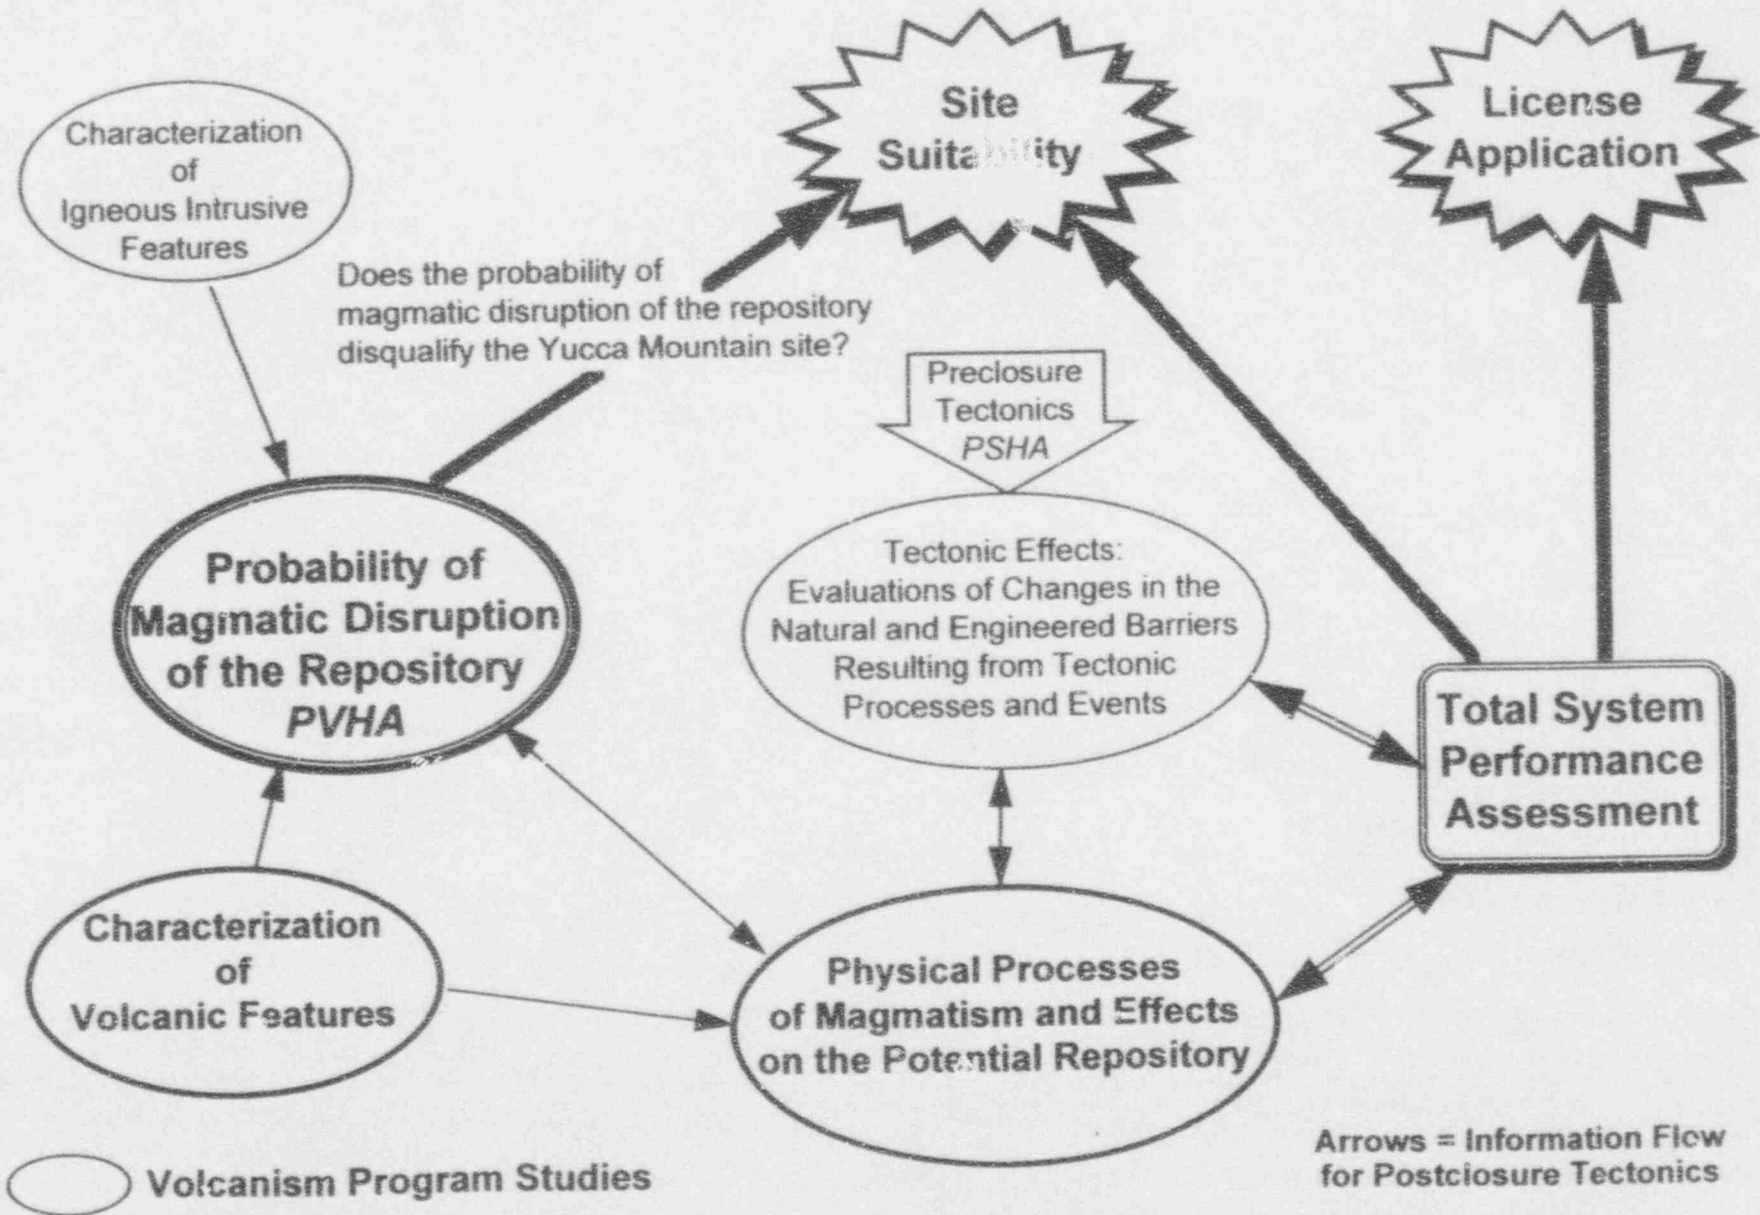 Site
Suitability
License
Application
Characterization
of
Igneous Intrusive
Features
Does the probability of
magmatic disruption of the repository
disqualify the Yucca Mountain site?
Preclosure
Tectonics
PSHA
Probability of
Magmatic Disruption
of the Repository
PVHA
Tectonic Effects:
Evaluations of Changes in the
Natural and Engineered Barriers
Resulting from Tectonic
Processes and Events
Total System
Performance
Assessment
Characterization
of
Volcanic Features
Physical Processes
of Magmatism and Effects
on the Potential Repository
Volcanism Program Studies
Arrows = Information Flow
for Postclosure Tectonics